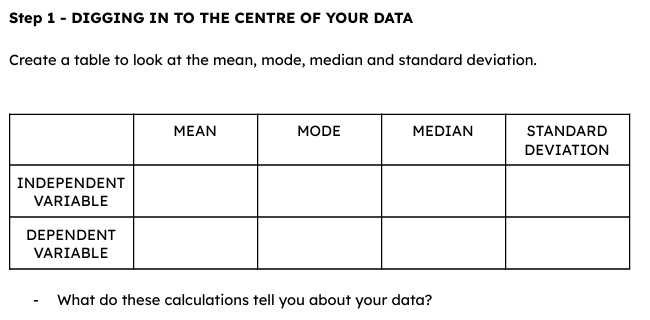 Step 1 - DIGGING IN TO THE CENTRE OF YOUR DATA
Create a table to look at the mean, mode, median and standard deviation.
MEAN MODE MEDIAN STANDARD
DEVIATION
INDEPENDENT
VARIABLE
DEPENDENT
VARIABLE
- What do these calculations tell you about your data?